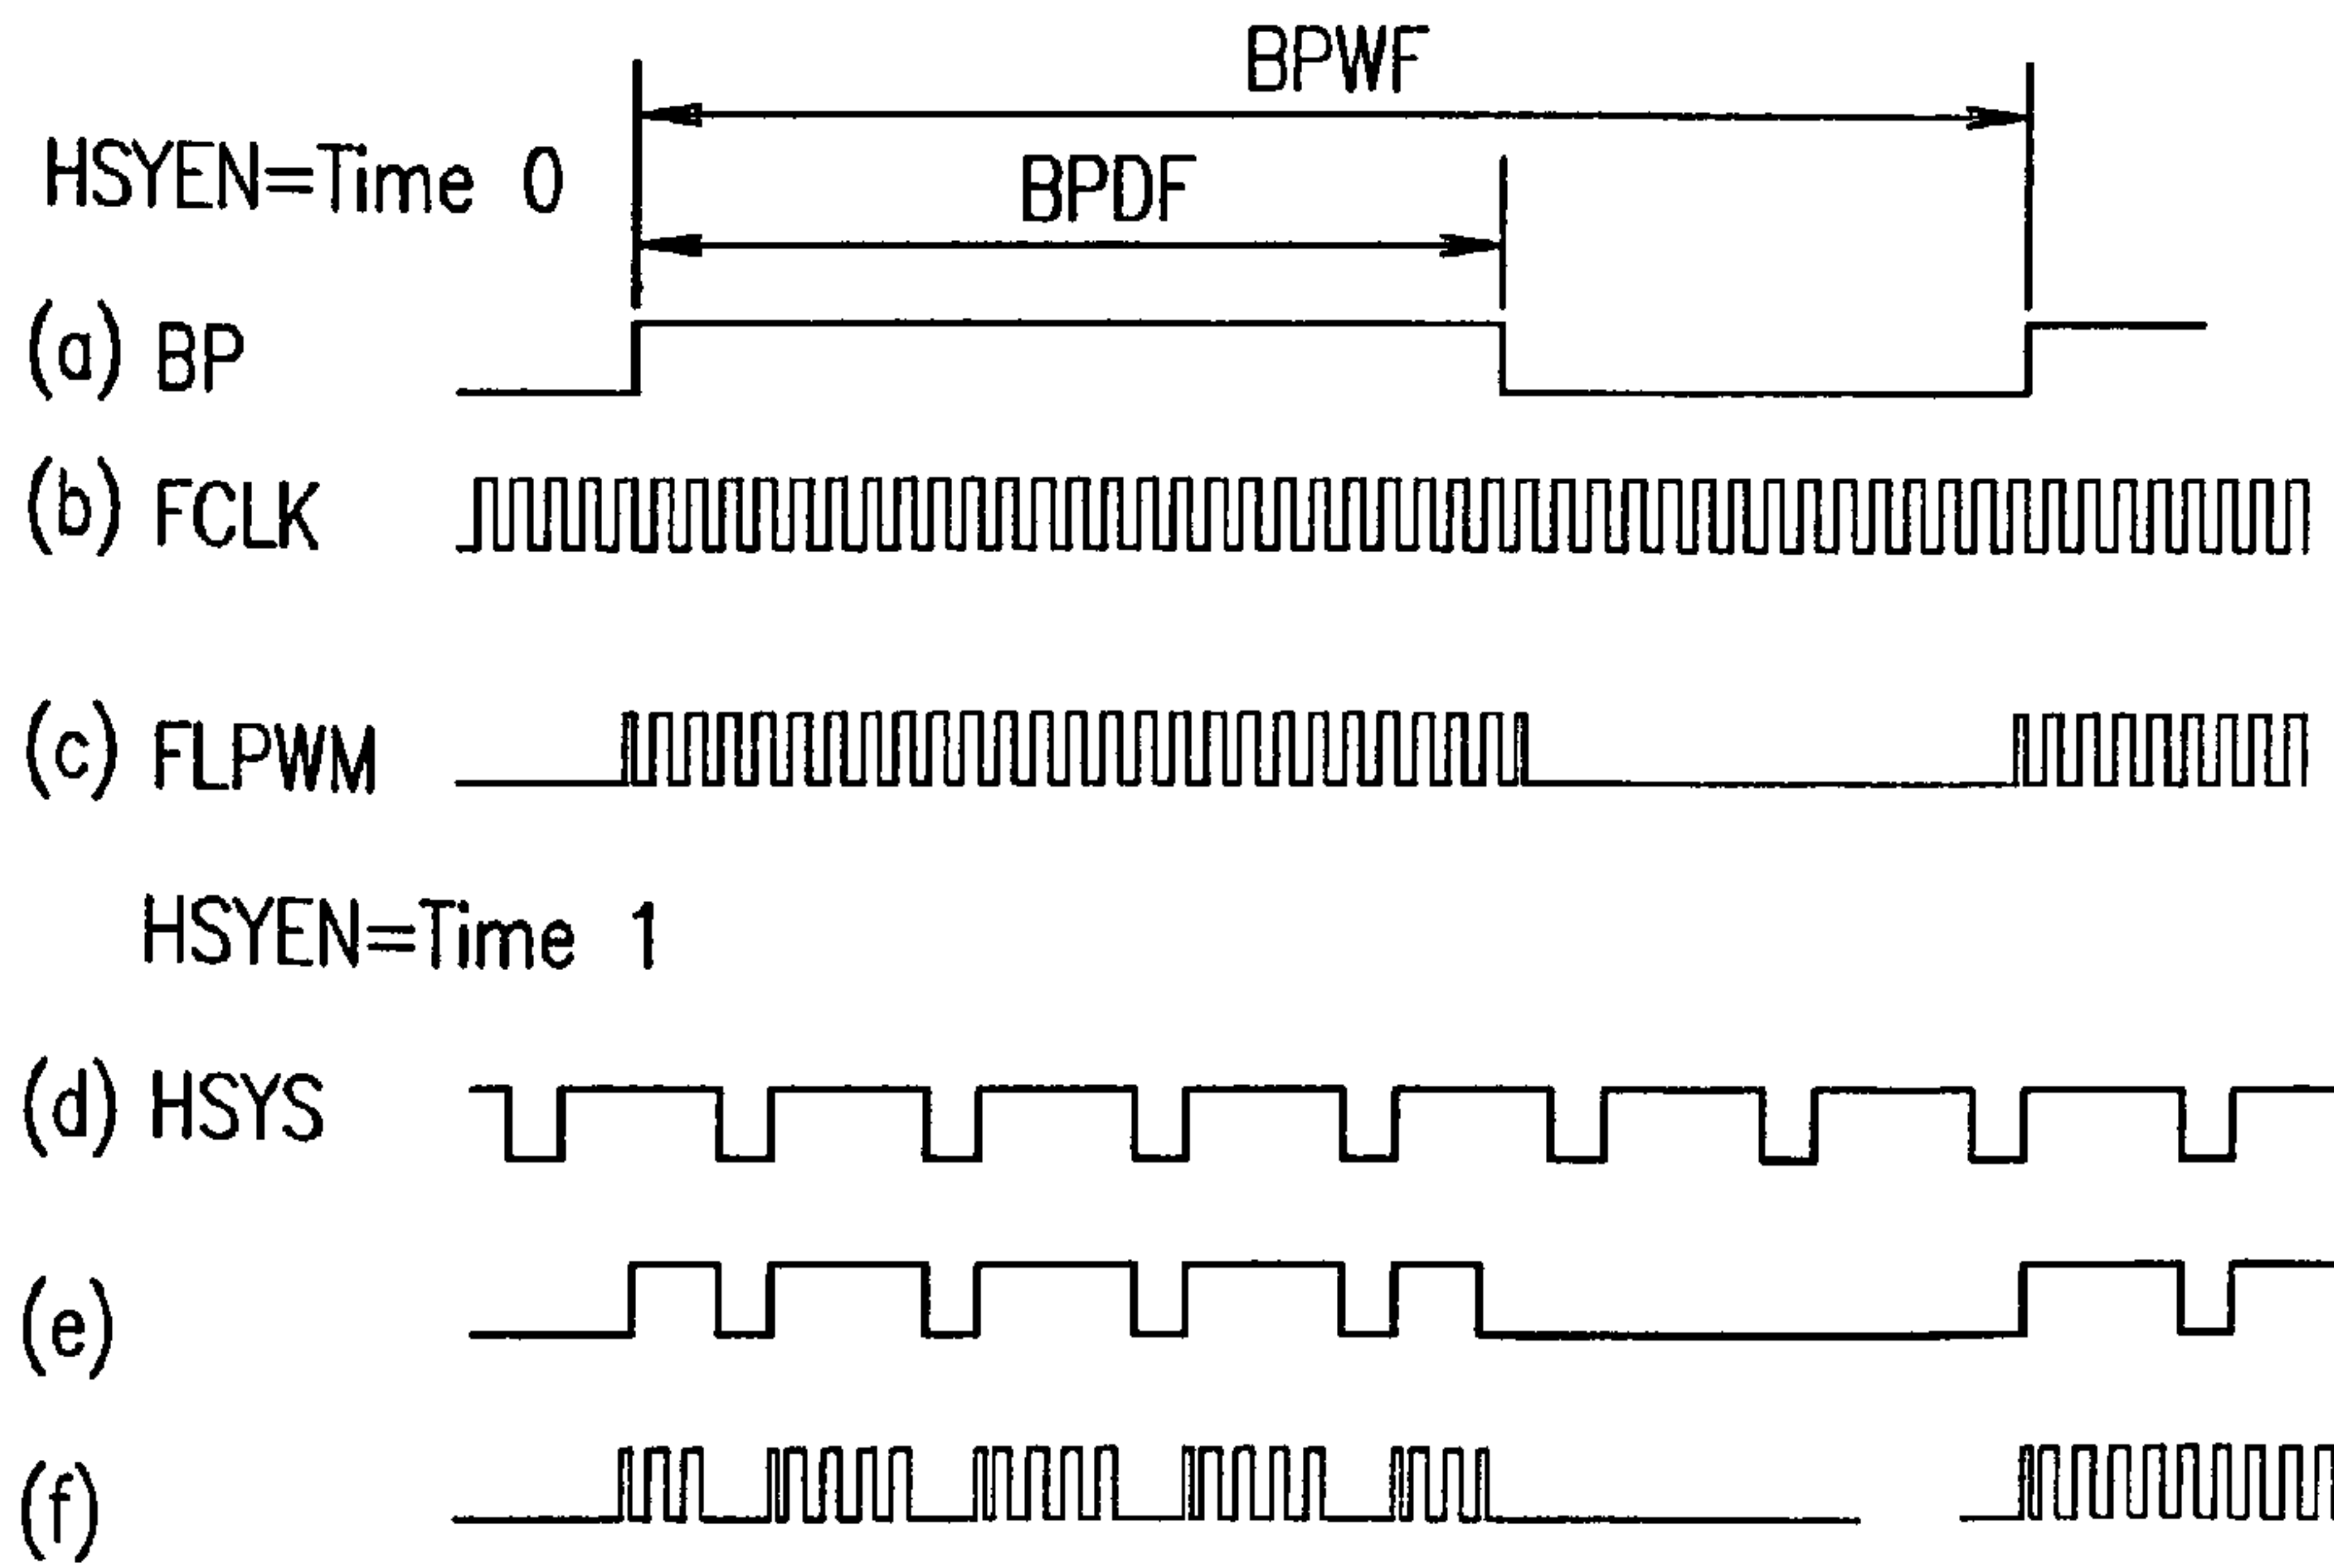 BPWF
HSYEN=Time 0
BPDF
(a) BP
(b) FCLK
(c) FLPWM
HSYEN=Time 1
(d) HSYS
(e)
(f)